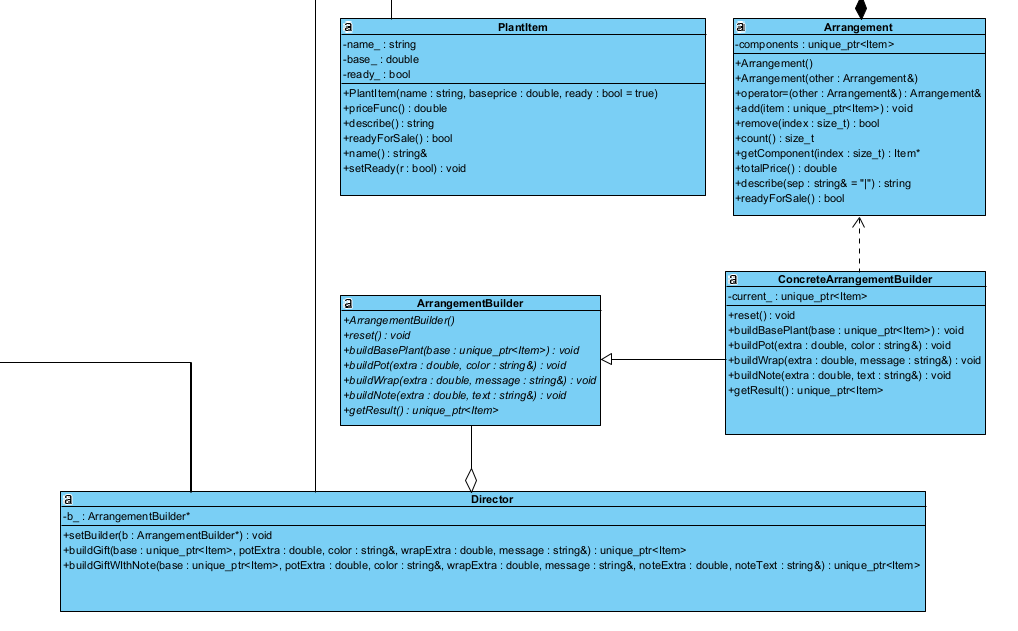 a PlantItem
-name_ : string
-base_ : double
-ready_ : bool
+PlantItem(name : string, baseprice : double, ready : bool = true)
+priceFunc() : double
+describe() : string
+readyForSale() : bool
+name() : string&
+setReady(r : bool) : void
a Arrangement
-components : unique_ptr<Item>
+Arrangement()
+Arrangement(other : Arrangement&)
+operator=(other : Arrangement&) : Arrangement&
+add(item : unique_ptr<Item>) : void
+remove(index : size_t) : bool
+count() : size_t
+getComponent(index : size_t) : Item*
+totalPrice() : double
+describe(sep : string& = "|") : string
+readyForSale() : bool
a ArrangementBuilder
+ArrangementBuilder()
+reset() : void
+buildBasePlant(base : unique_ptr<Item>) : void
+buildPot(extra : double, color : string&) : void
+buildWrap(extra : double, message : string&) : void
+buildNote(extra : double, text : string&) : void
+getResult() : unique_ptr<Item>
a ConcreteArrangementBuilder
-current_ : unique_ptr<Item>
+reset() : void
+buildBasePlant(base : unique_ptr<Item>) : void
+buildPot(extra : double, color : string&) : void
+buildWrap(extra : double, message : string&) : void
+buildNote(extra : double, text : string&) : void
+getResult() : unique_ptr<Item>
a Director
-b_ : ArrangementBuilder*
+setBuilder(b : ArrangementBuilder*) : void
+buildGift(base : unique_ptr<Item>, potExtra : double, color : string&, wrapExtra : double, message : string&) : unique_ptr<Item>
+buildGiftWIthNote(base : unique_ptr<Item>, potExtra : double, color : string&, wrapExtra : double, message : string&, noteExtra : double, noteText : string&) : unique_ptr<Item>